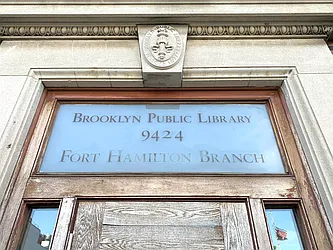 Brooklyn Public Library
9424
Fort Hamilton Branch